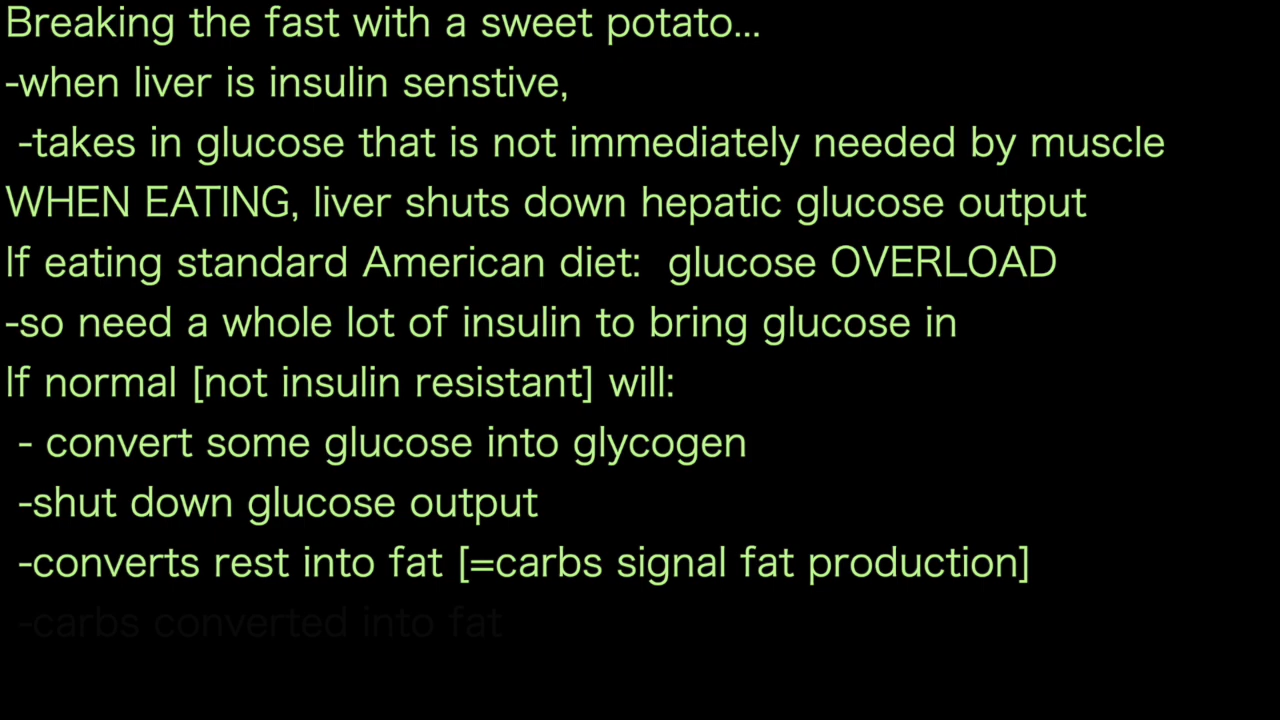 Breaking the fast with a sweet potato...
-when liver is insulin senstive,
-takes in glucose that is not immediately needed by muscle
WHEN EATING, liver shuts down hepatic glucose output
If eating standard American diet:  glucose OVERLOAD
-so need a whole lot of insulin to bring glucose in
If normal [not insulin resistant] will:
- convert some glucose into glycogen
-shut down glucose output
-converts rest into fat [=carbs signal fat production]
-carbs converted into fat